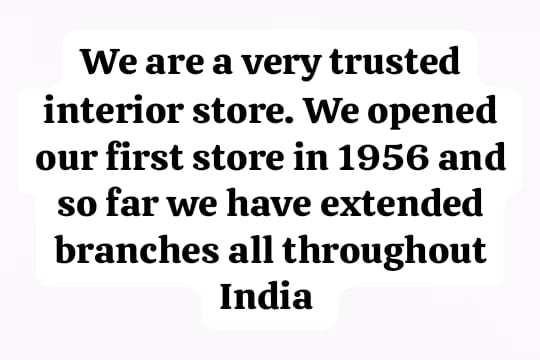 We are a very trusted
interior store. We opened
our first store in 1956 and
so far we have extended
branches all throughout
India